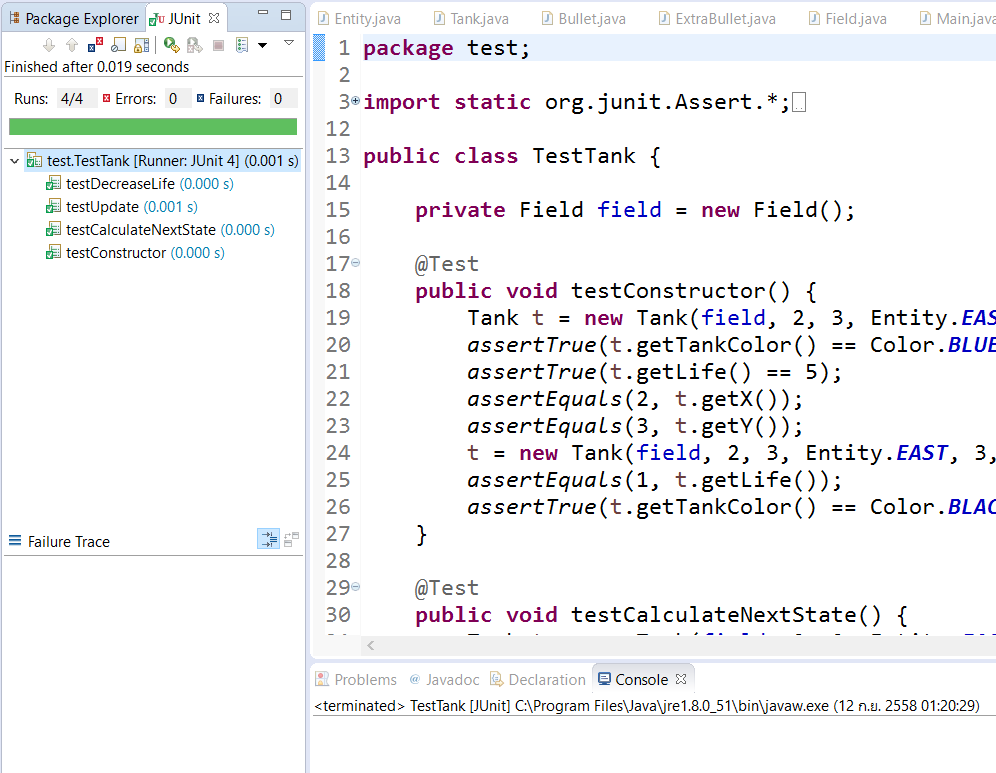 Package Explorer JUnit
Finished after 0.019 seconds
Runs: 4/4 Errors: 0 Failures: 0
test.TestTank [Runner: JUnit 4] (0.001 s)
testDecreaseLife (0.000 s)
testUpdate (0.001 s)
testCalculateNextState (0.000 s)
testConstructor (0.000 s)
Failure Trace
Entity.java Tank.java Bullet.java ExtraBullet.java Field.java Main.java
1 package test;
2
3 import static org.junit.Assert.*;
12
13 public class TestTank {
14
15 private Field field = new Field();
16
17 @Test
18 public void testConstructor() {
19 Tank t = new Tank(field, 2, 3, Entity.EAS
20 assertTrue(t.getTankColor() == Color.BLUE
21 assertTrue(t.getLife() == 5);
22 assertEquals(2, t.getX());
23 assertEquals(3, t.getY());
24 t = new Tank(field, 2, 3, Entity.EAST, 3,
25 assertEquals(1, t.getLife());
26 assertTrue(t.getTankColor() == Color.BLAC
27 }
28
29 @Test
30 public void testCalculateNextState() {
Problems Javadoc Declaration Console
<terminated> TestTank [JUnit] C:\Program Files\Java\jre1.8.0_51\bin\javaw.exe (12 ก.ย. 2558 01:20:29)